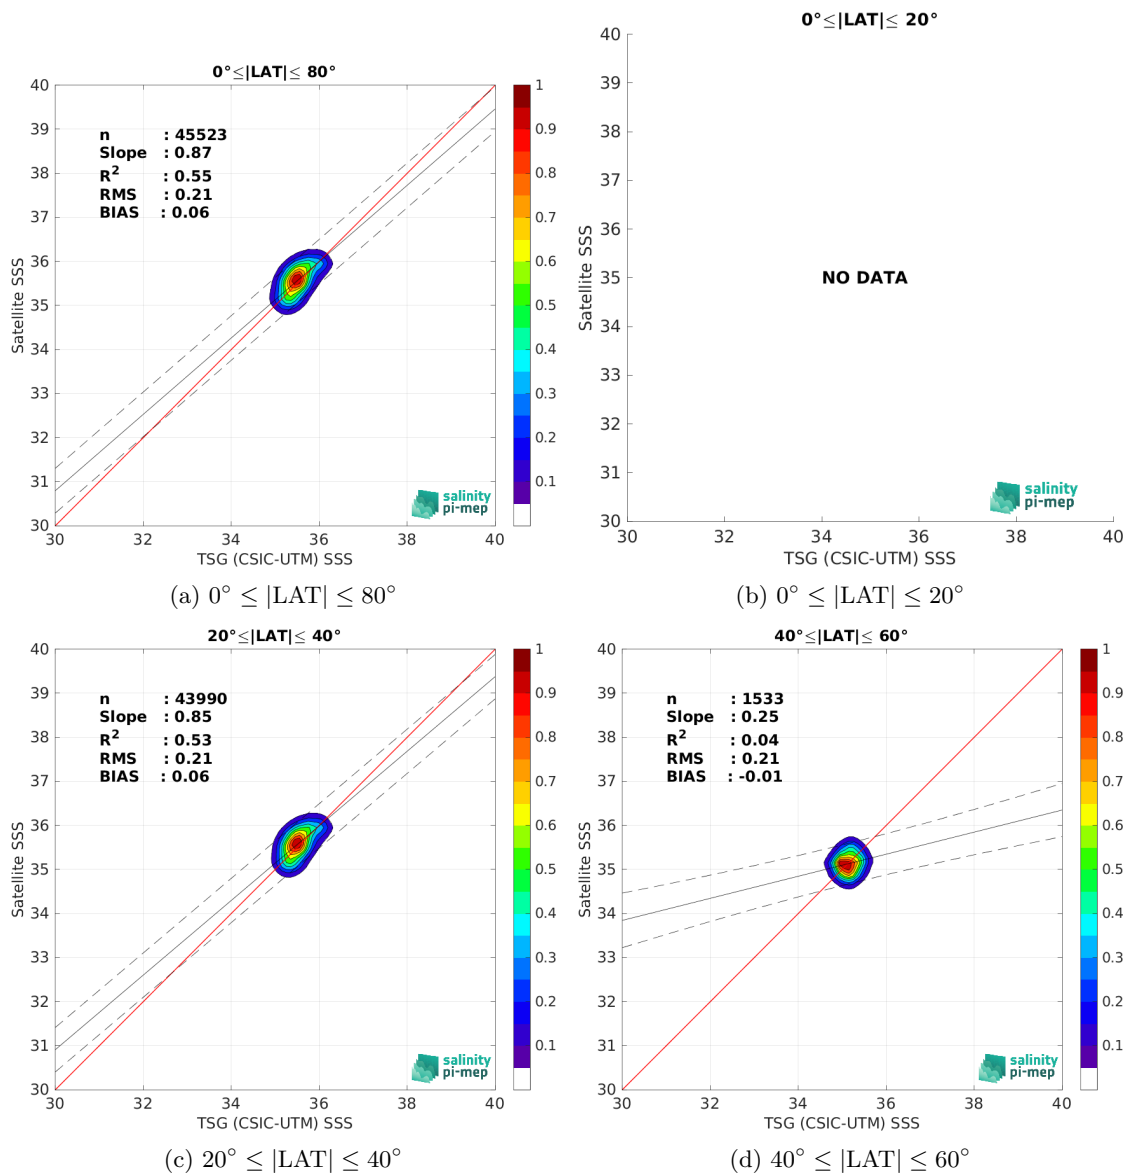 0°≤|LAT|≤ 80°
40
39
38
37
36
35
34
33
32
31
30
Satellite SSS
n : 45523
Slope : 0.87
R² : 0.55
RMS : 0.21
BIAS : 0.06
salinity
pi-mep
30 32 34 36 38 40
TSG (CSIC-UTM) SSS
1
0.9
0.8
0.7
0.6
0.5
0.4
0.3
0.2
0.1
(a) 0° ≤ |LAT| ≤ 80°
0°≤|LAT|≤ 20°
40
39
38
37
36
35
34
33
32
31
30
Satellite SSS
NO DATA
salinity
pi-mep
30 32 34 36 38 40
TSG (CSIC-UTM) SSS
(b) 0° ≤ |LAT| ≤ 20°
20°≤|LAT|≤ 40°
40
39
38
37
36
35
34
33
32
31
30
Satellite SSS
n : 43990
Slope : 0.85
R² : 0.53
RMS : 0.21
BIAS : 0.06
salinity
pi-mep
30 32 34 36 38 40
TSG (CSIC-UTM) SSS
1
0.9
0.8
0.7
0.6
0.5
0.4
0.3
0.2
0.1
(c) 20° ≤ |LAT| ≤ 40°
40°≤|LAT|≤ 60°
40
39
38
37
36
35
34
33
32
31
30
Satellite SSS
n : 1533
Slope : 0.25
R² : 0.04
RMS : 0.21
BIAS : -0.01
salinity
pi-mep
30 32 34 36 38 40
TSG (CSIC-UTM) SSS
1
0.9
0.8
0.7
0.6
0.5
0.4
0.3
0.2
0.1
(d) 40° ≤ |LAT| ≤ 60°